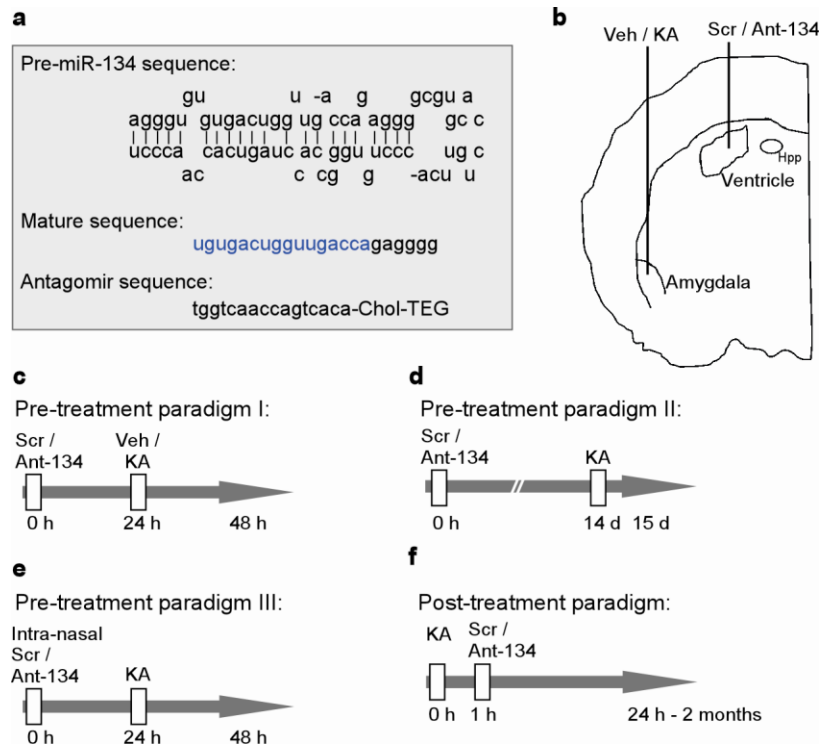 a
Pre-miR-134 sequence:
gu u -a g gcgu a
agggu gugacugg ug cca aggg gc c
uccca cacugauc ac ggu uccc ug c
ac c cg g -acu u
Mature sequence:
ugugacugguugaccagagggg
Antagomir sequence:
tggtcaaccagtcaca-Chol-TEG
b
Veh / KA
Scr / Ant-134
Hpp
Ventricle
Amygdala
c
Pre-treatment paradigm I:
Scr / Veh /
Ant-134 KA
0 h 24 h 48 h
d
Pre-treatment paradigm II:
Scr /
Ant-134 KA
0 h 14 d 15 d
e
Pre-treatment paradigm III:
Intra-nasal
Scr /
Ant-134 KA
0 h 24 h 48 h
f
Post-treatment paradigm:
KA Scr /
Ant-134
0 h 1 h 24 h - 2 months